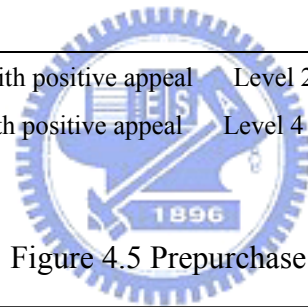 ith positive appeal Level 2
th positive appeal Level 4
E S A
1896
Figure 4.5 Prepurchase